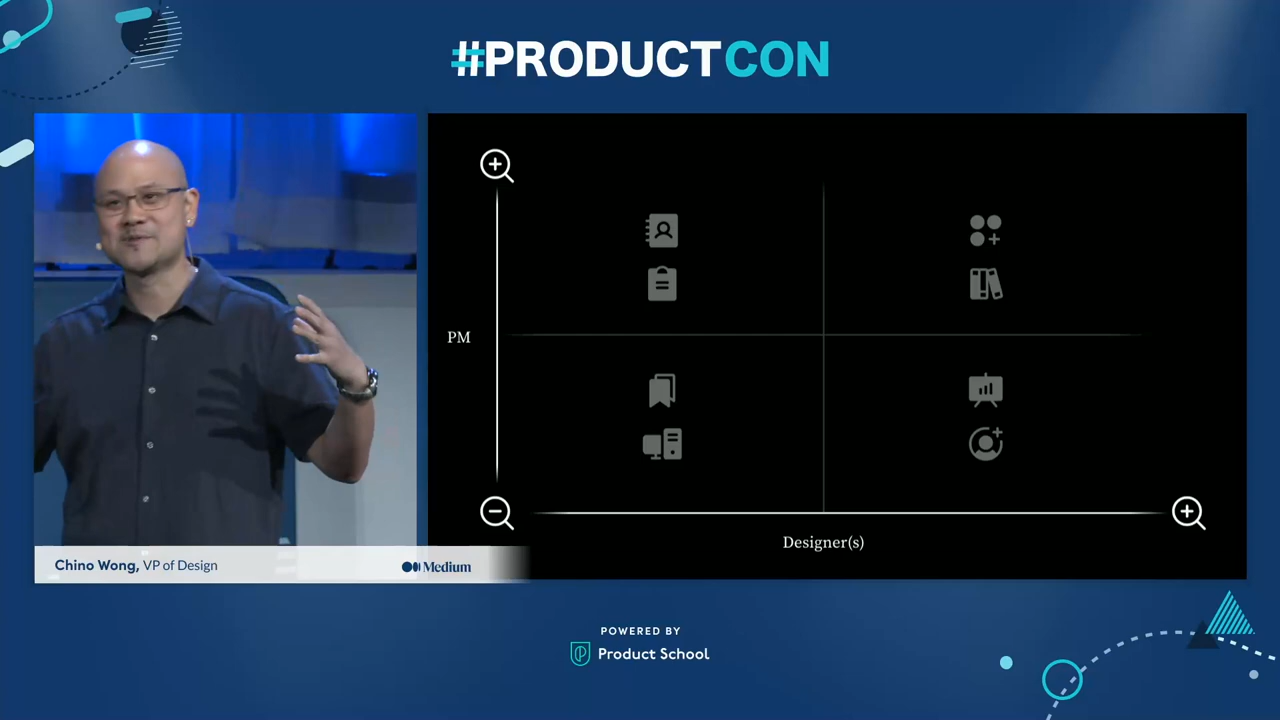 #PRODUCTCON
PM
Designer(s)
Chino Wong, VP of Design
Medium
POWERED BY
Product School